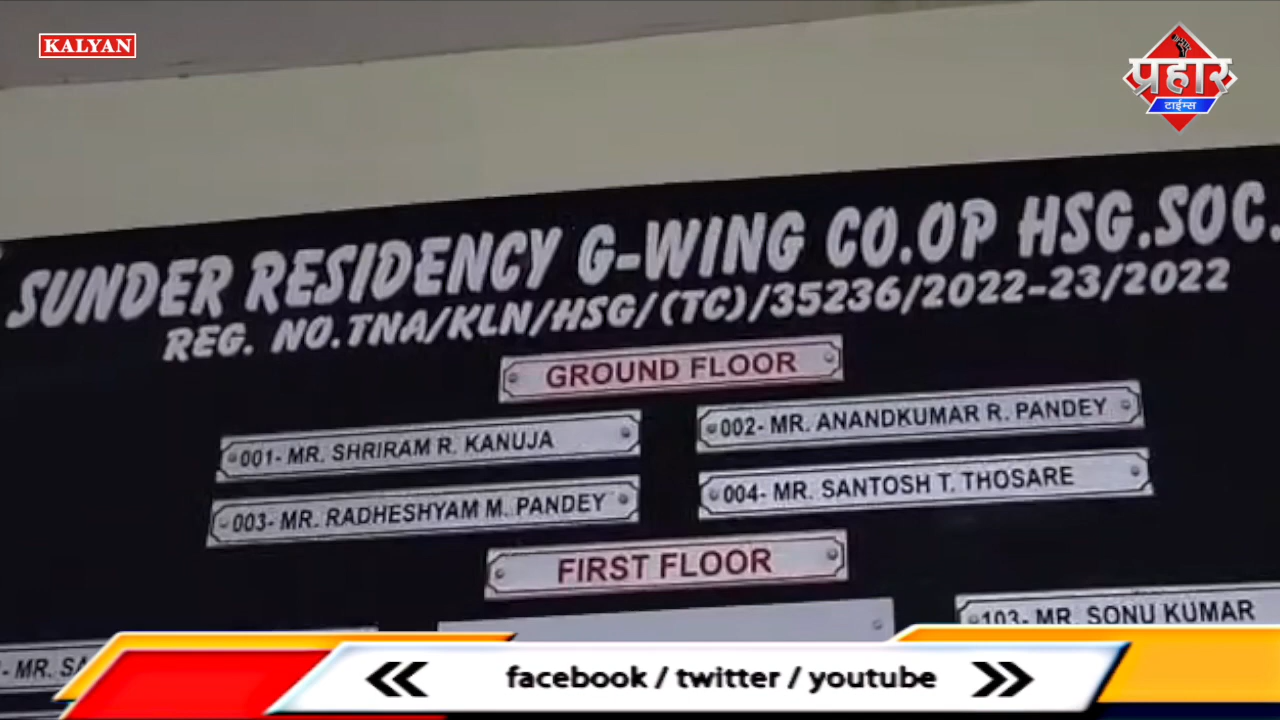 KALYAN
प्रहार
टाईम्स
SUNDER RESIDENCY G-WING CO.OP HSG.SOC.
REG. NO.TNA/KLN/HSG/(TC)/35236/2022-23/2022
GROUND FLOOR
001- MR. SHRIRAM R. KANUJA
002- MR. ANANDKUMAR R. PANDEY
003- MR. RADHESHYAM M. PANDEY
004- MR. SANTOSH T. THOSARE
FIRST FLOOR
103- MR. SONU KUMAR
- MR. SA
facebook / twitter / youtube